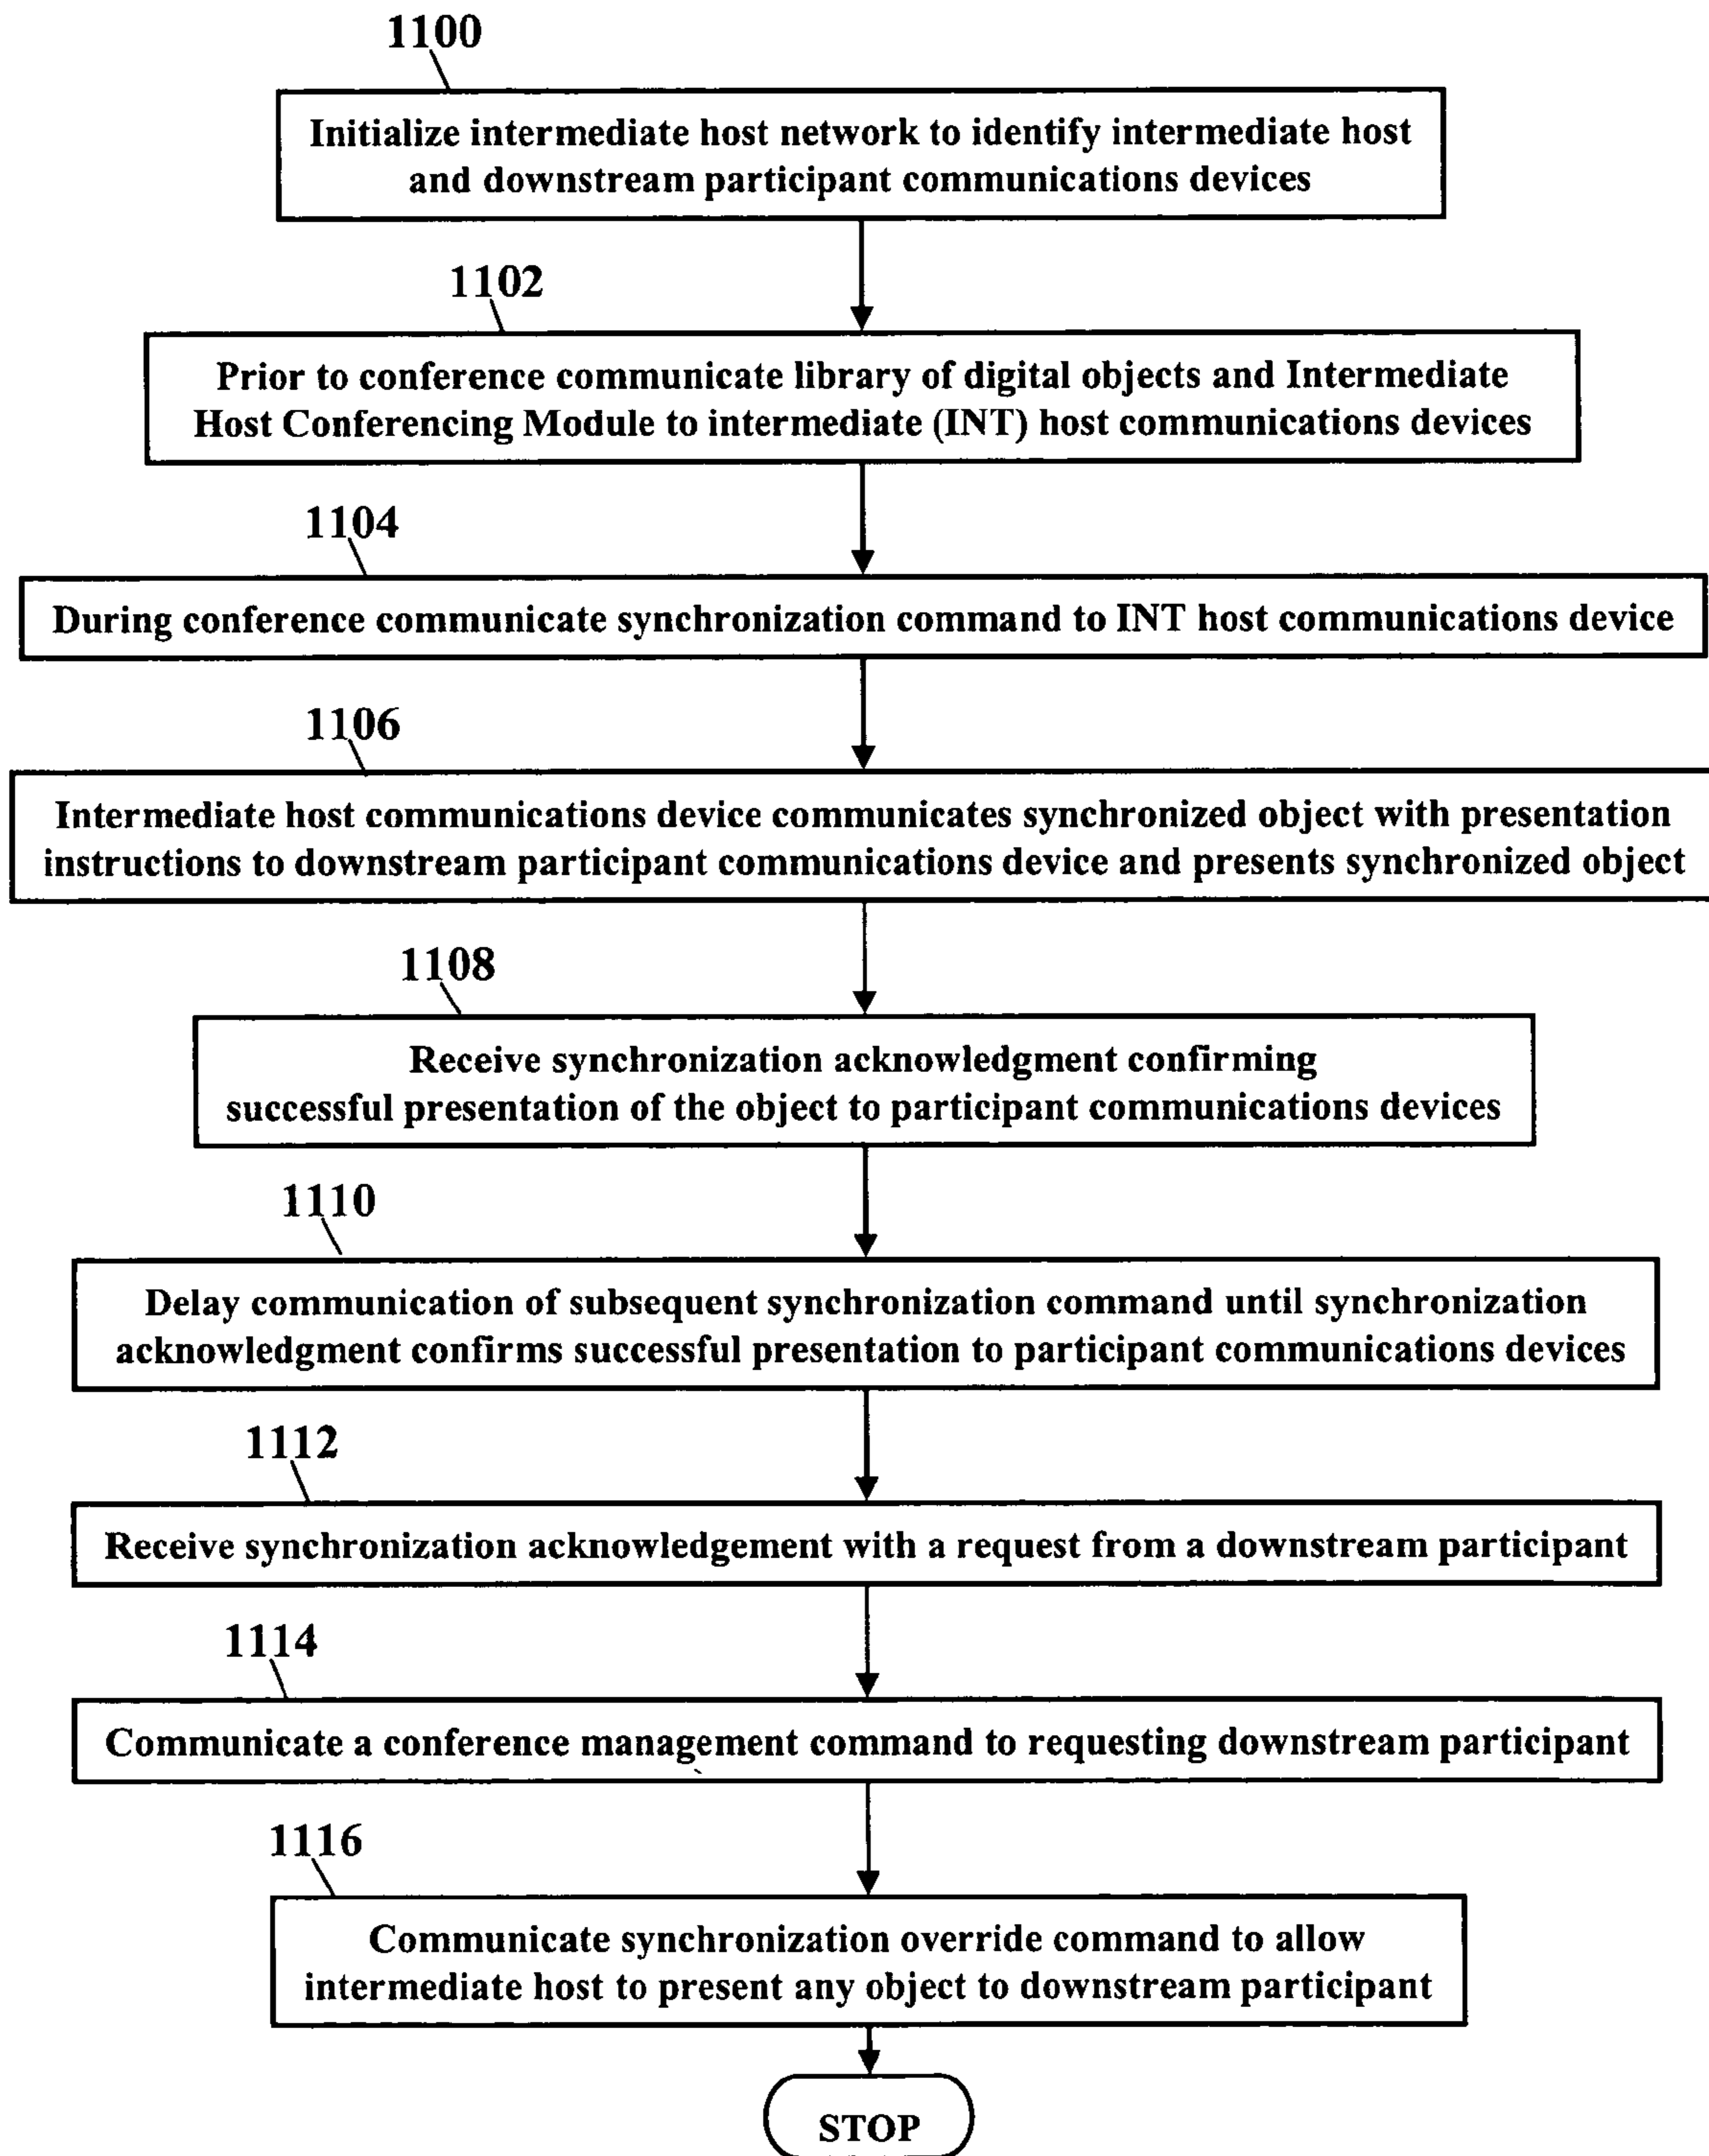 1100
Initialize intermediate host network to identify intermediate host
and downstream participant communications devices
1102
Prior to conference communicate library of digital objects and Intermediate
Host Conferencing Module to intermediate (INT) host communications devices
1104
During conference communicate synchronization command to INT host communications device
1106
Intermediate host communications device communicates synchronized object with presentation
instructions to downstream participant communications device and presents synchronized object
1108
Receive synchronization acknowledgment confirming
successful presentation of the object to participant communications devices
1110
Delay communication of subsequent synchronization command until synchronization
acknowledgment confirms successful presentation to participant communications devices
1112
Receive synchronization acknowledgement with a request from a downstream participant
1114
Communicate a conference management command to requesting downstream participant
1116
Communicate synchronization override command to allow
intermediate host to present any object to downstream participant
STOP